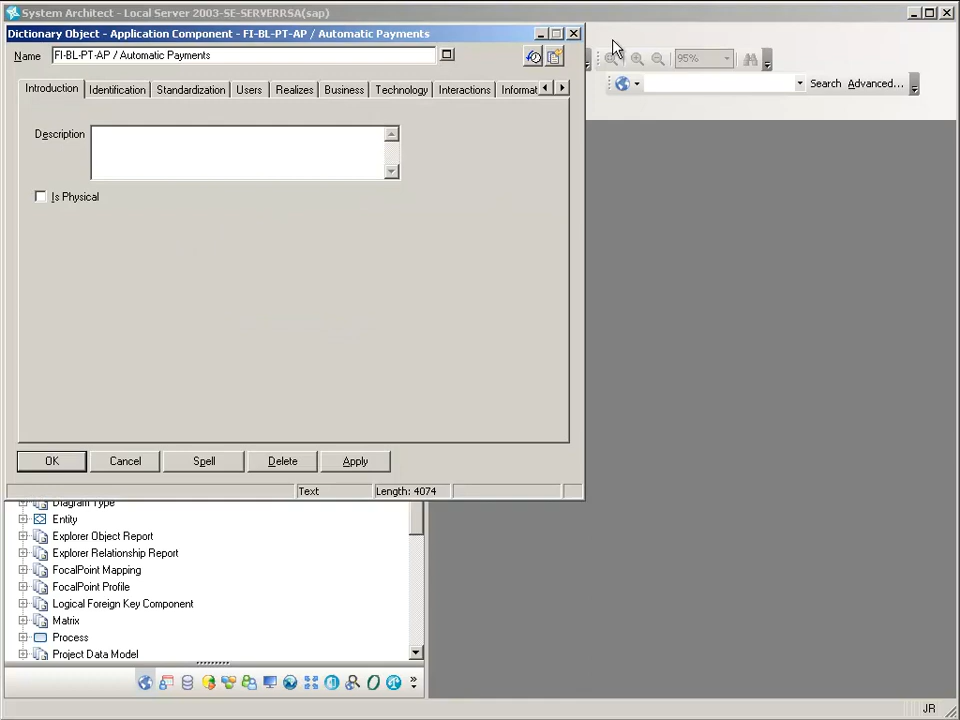 System Architect - Local Server 2003-SE-SERVERRSA(sap)
Dictionary Object - Application Component - FI-BL-PT-AP / Automatic Payments
Name FI-BL-PT-AP / Automatic Payments
95%
Search Advanced...
Introduction Identification Standardization Users Realizes Business Technology Interactions Informat
Description
Is Physical
OK Cancel Spell Delete Apply
Text Length: 4074
Diagram Type
Entity
Explorer Object Report
Explorer Relationship Report
FocalPoint Mapping
FocalPoint Profile
Logical Foreign Key Component
Matrix
Process
Project Data Model
JR